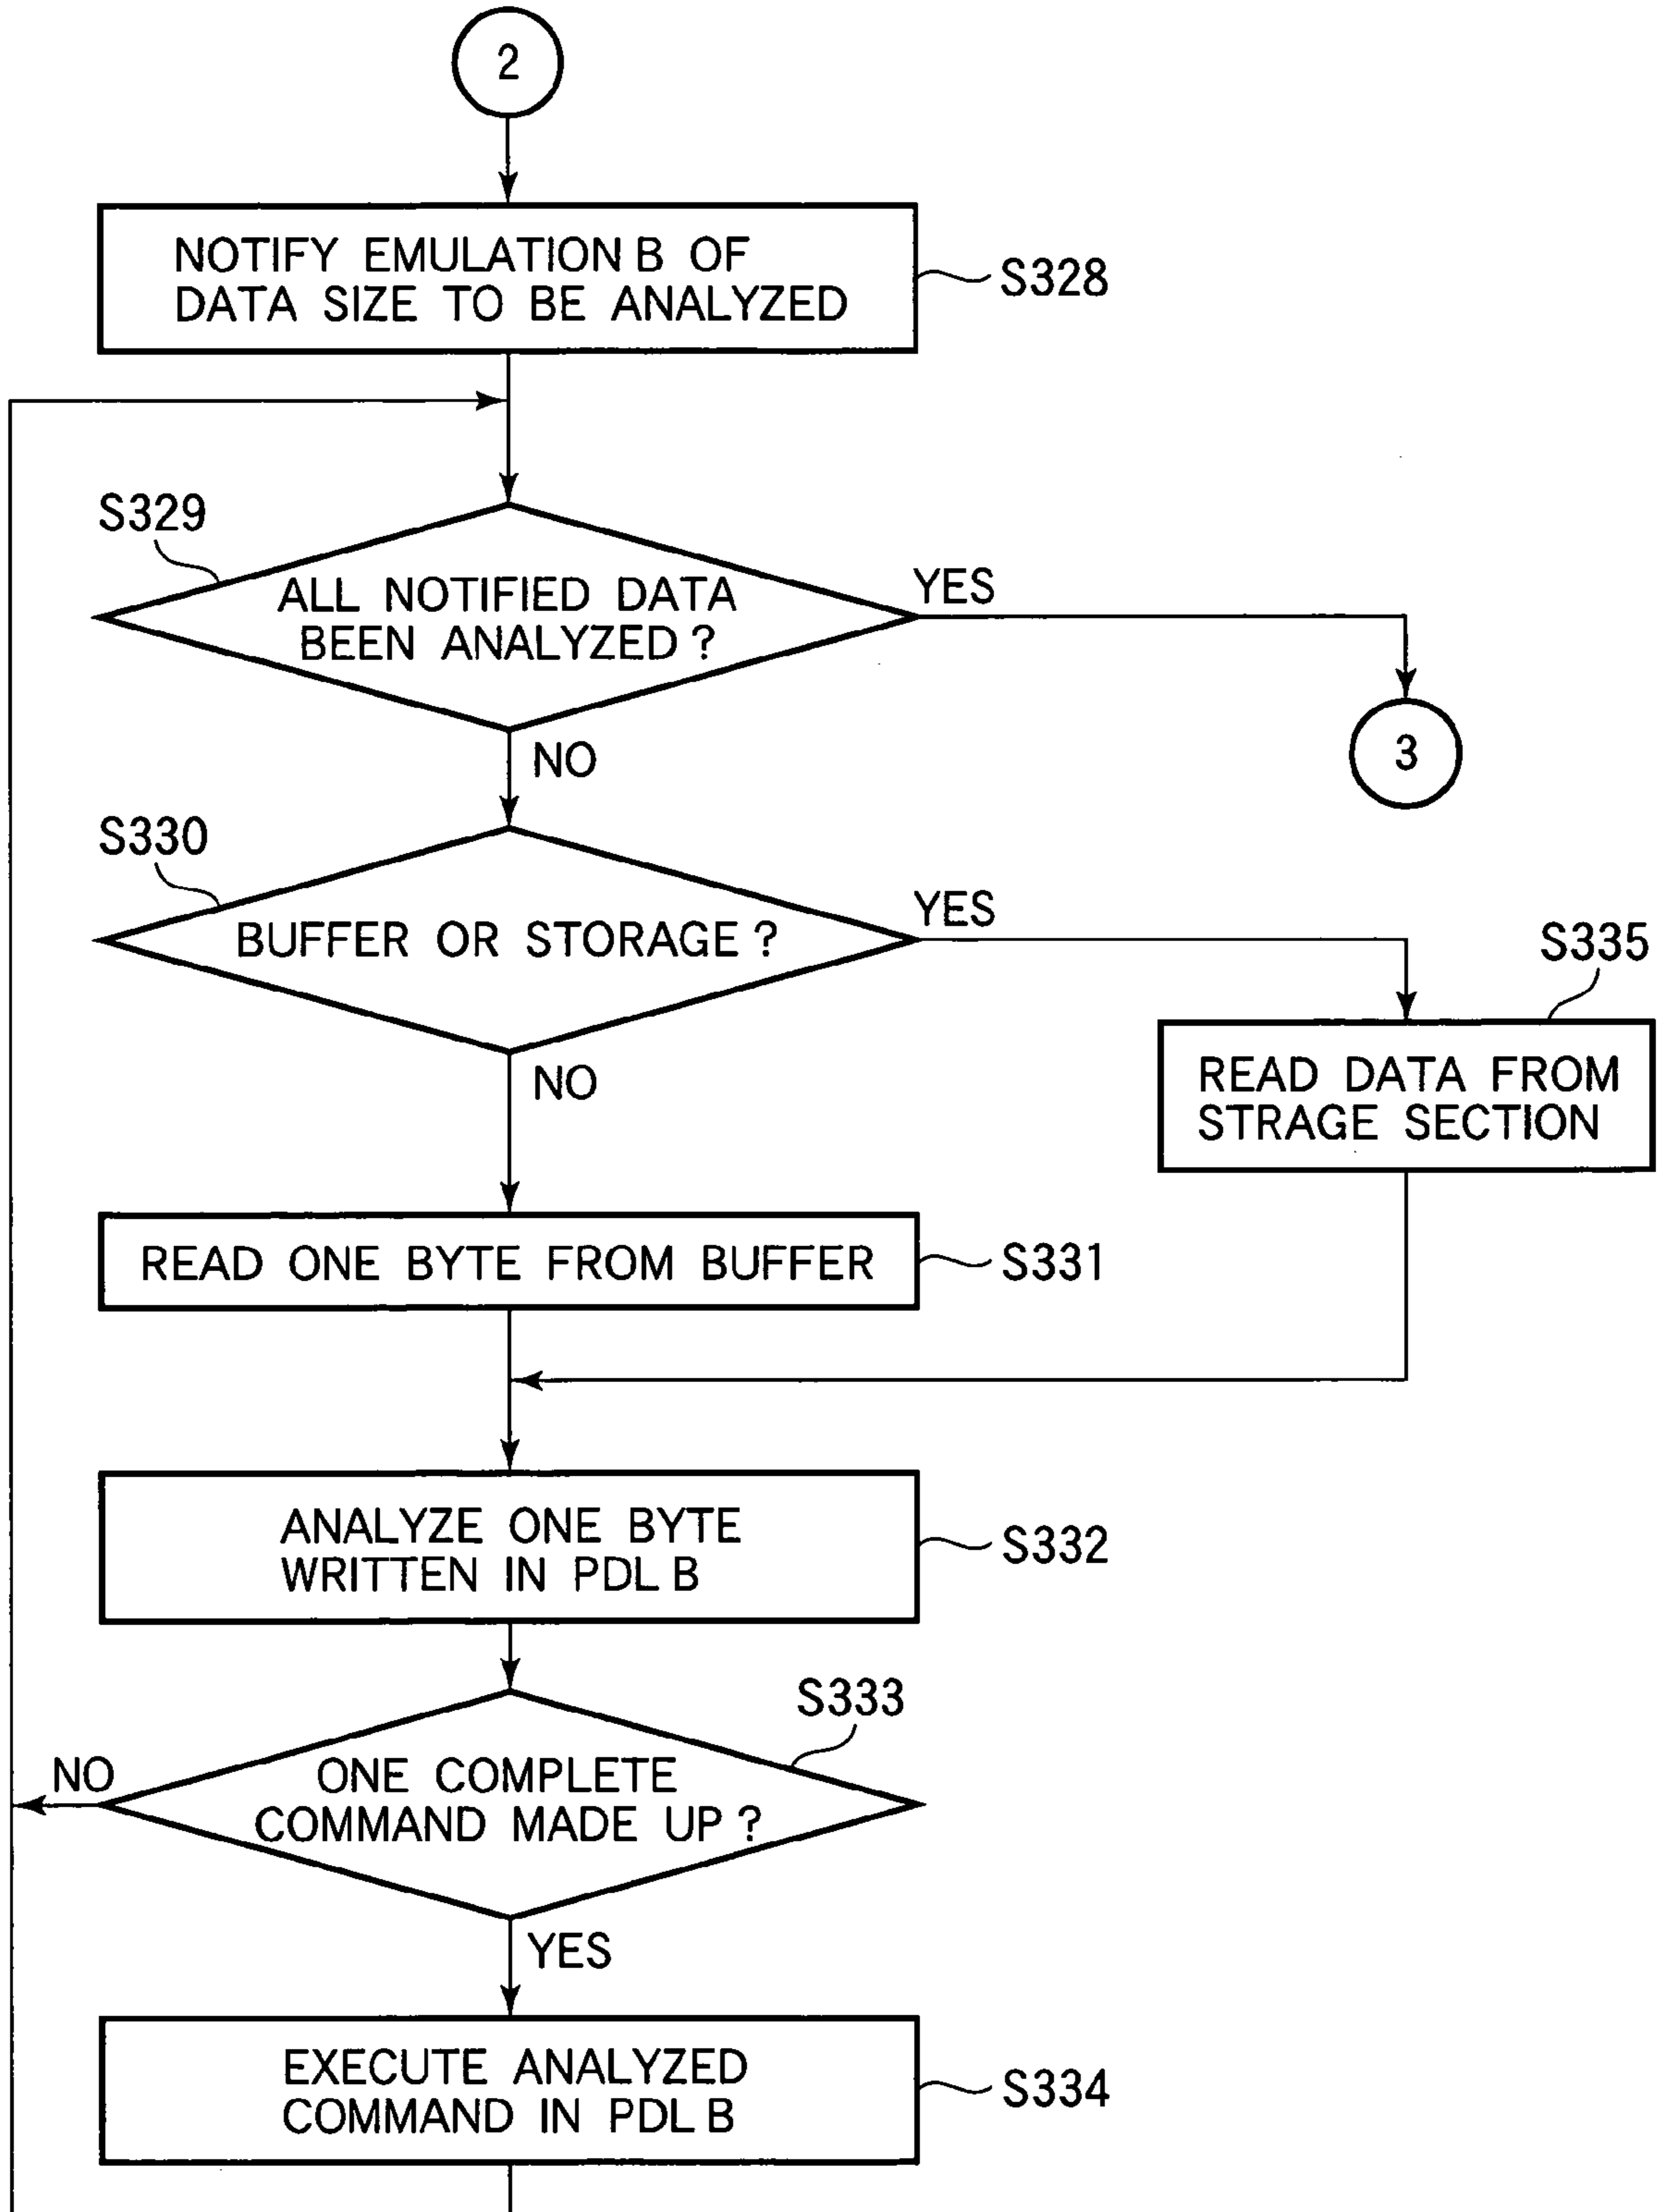 2
NOTIFY EMULATION B OF
DATA SIZE TO BE ANALYZED
S328
S329
ALL NOTIFIED DATA
BEEN ANALYZED ?
YES
NO
3
S330
BUFFER OR STORAGE ?
YES
NO
S335
READ DATA FROM
STRAGE SECTION
READ ONE BYTE FROM BUFFER
S331
ANALYZE ONE BYTE
WRITTEN IN PDL B
S332
S333
ONE COMPLETE
COMMAND MADE UP ?
NO
YES
EXECUTE ANALYZED
COMMAND IN PDL B
S334